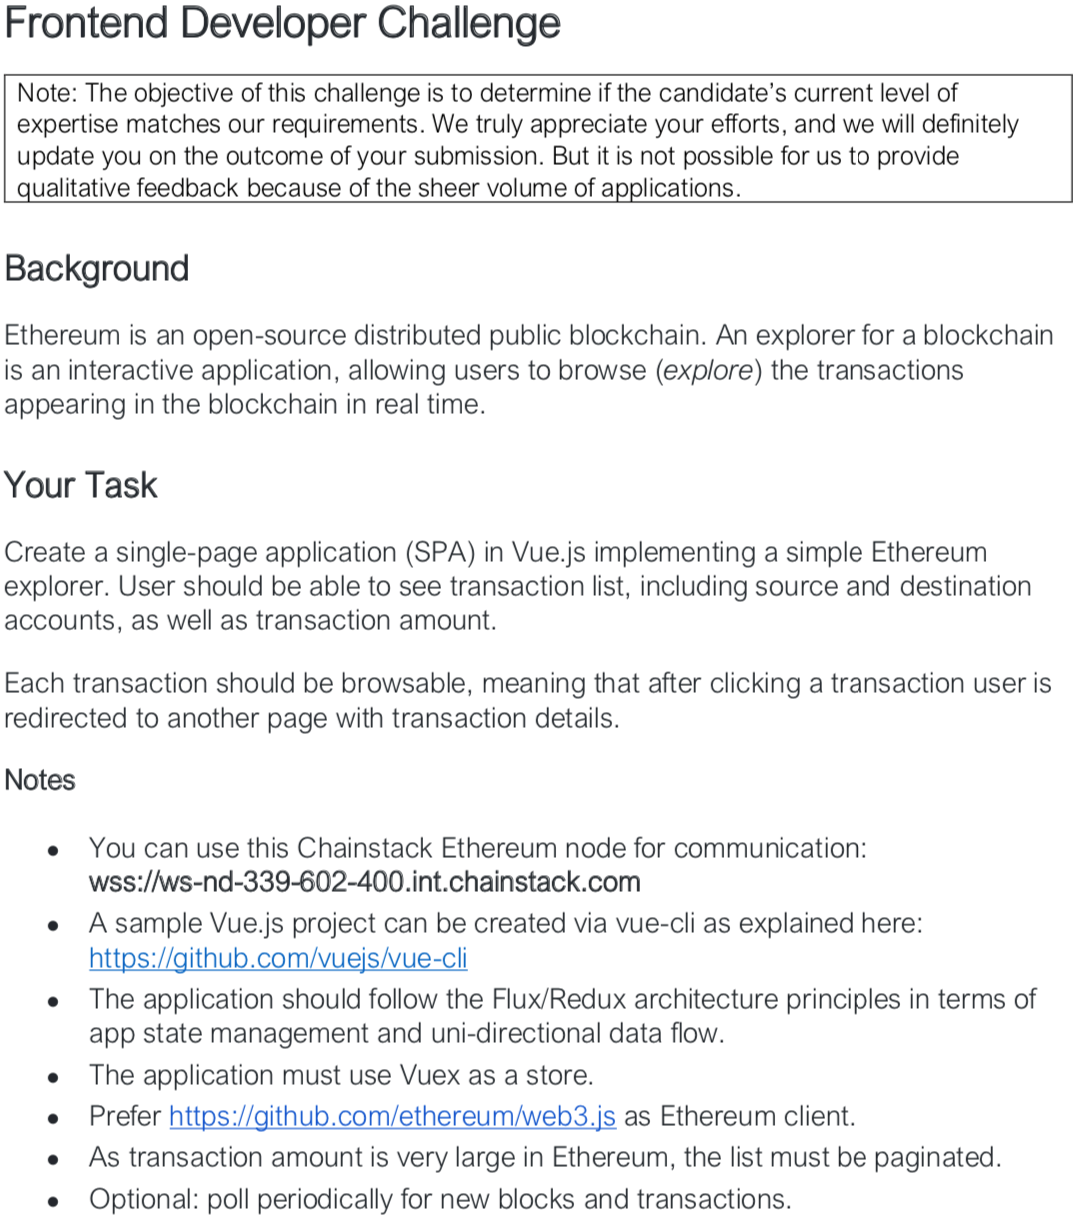 Frontend Developer Challenge
Note: The objective of this challenge is to determine if the candidate's current level of
expertise matches our requirements. We truly appreciate your efforts, and we will definitely
update you on the outcome of your submission. But it is not possible for us to provide
qualitative feedback because of the sheer volume of applications.
Background
Ethereum is an open-source distributed public blockchain. An explorer for a blockchain
is an interactive application, allowing users to browse (explore) the transactions
appearing in the blockchain in real time.
Your Task
Create a single-page application (SPA) in Vue.js implementing a simple Ethereum
explorer. User should be able to see transaction list, including source and destination
accounts, as well as transaction amount.
Each transaction should be browsable, meaning that after clicking a transaction user is
redirected to another page with transaction details.
Notes
• You can use this Chainstack Ethereum node for communication:
wss://ws-nd-339-602-400.int.chainstack.com
• A sample Vue.js project can be created via vue-cli as explained here:
https://github.com/vuejs/vue-cli
• The application should follow the Flux/Redux architecture principles in terms of
app state management and uni-directional data flow.
• The application must use Vuex as a store.
• Prefer https://github.com/ethereum/web3.js as Ethereum client.
• As transaction amount is very large in Ethereum, the list must be paginated.
• Optional: poll periodically for new blocks and transactions.